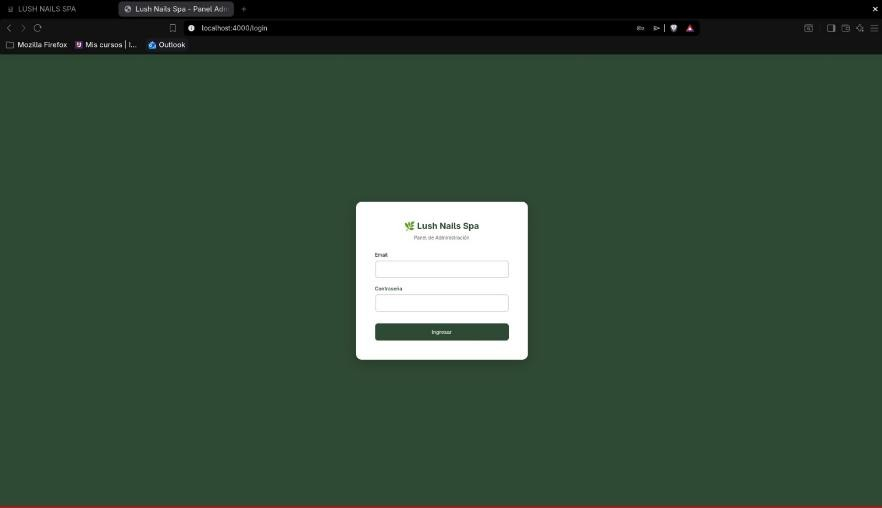 LUSH NAILS SPA
Lush Nails Spa - Panel Adm
localhost:4000/login
Mozilla Firefox
Mis cursos | I...
Outlook
Lush Nails Spa
Panel de Administración
Email
Contraseña
Ingresar